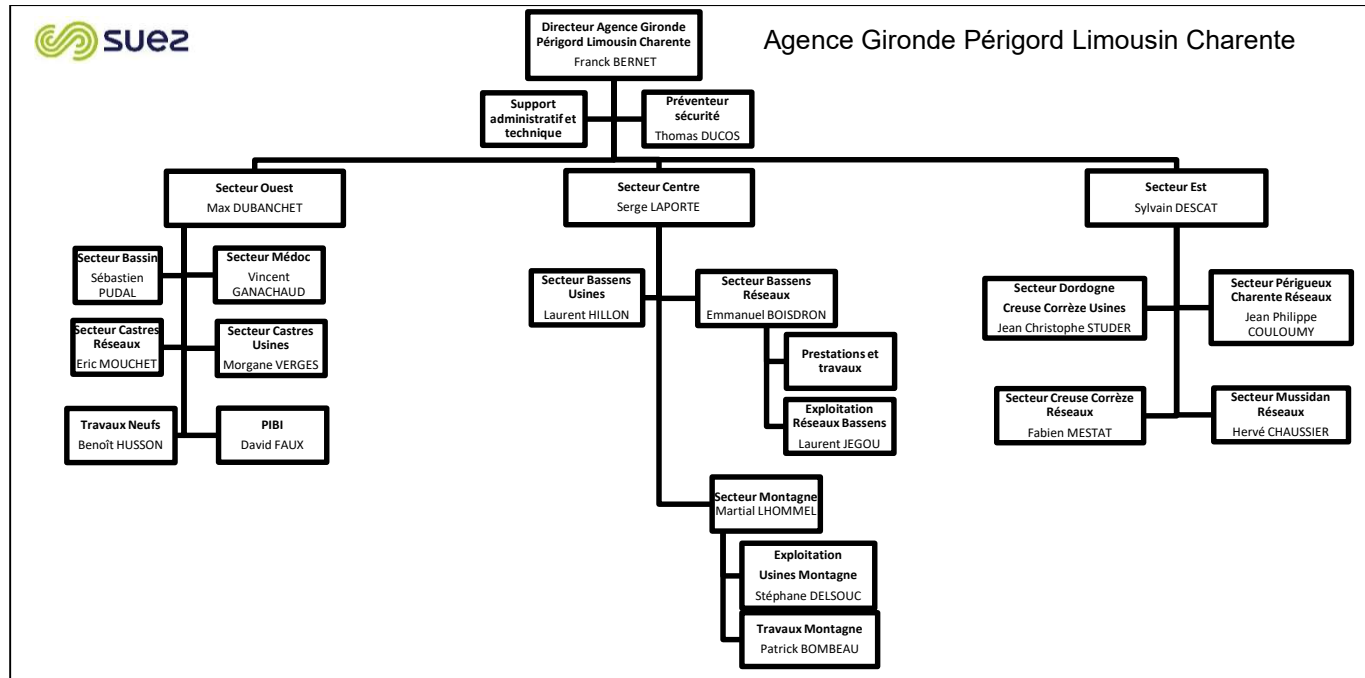 suez
Directeur Agence Gironde
Périgord Limousin Charente
Franck BERNET
Agence Gironde Périgord Limousin Charente
Support
administratif et
technique
Préventeur
sécurité
Thomas DUCOS
Secteur Ouest
Max DUBANCHET
Secteur Centre
Serge LAPORTE
Secteur Est
Sylvain DESCAT
Secteur Bassin
Sébastien
PUDAL
Secteur Médoc
Vincent
GANACHAUD
Secteur Castres
Réseaux
Eric MOUCHET
Secteur Castres
Usines
Morgane VERGES
Travaux Neufs
Benoît HUSSON
PIBI
David FAUX
Secteur Bassens
Usines
Laurent HILLON
Secteur Bassens
Réseaux
Emmanuel BOISDRON
Prestations et
travaux
Exploitation
Réseaux Bassens
Laurent JEGOU
Secteur Montagne
Martial LHOMMEL
Exploitation
Usines Montagne
Stéphane DELSOUC
Travaux Montagne
Patrick BOMBEAU
Secteur Dordogne
Creuse Corrèze Usines
Jean Christophe STUDER
Secteur Périgueux
Charente Réseaux
Jean Philippe
COULOUMY
Secteur Creuse Corrèze
Réseaux
Fabien MESTAT
Secteur Mussidan
Réseaux
Hervé CHAUSSIER